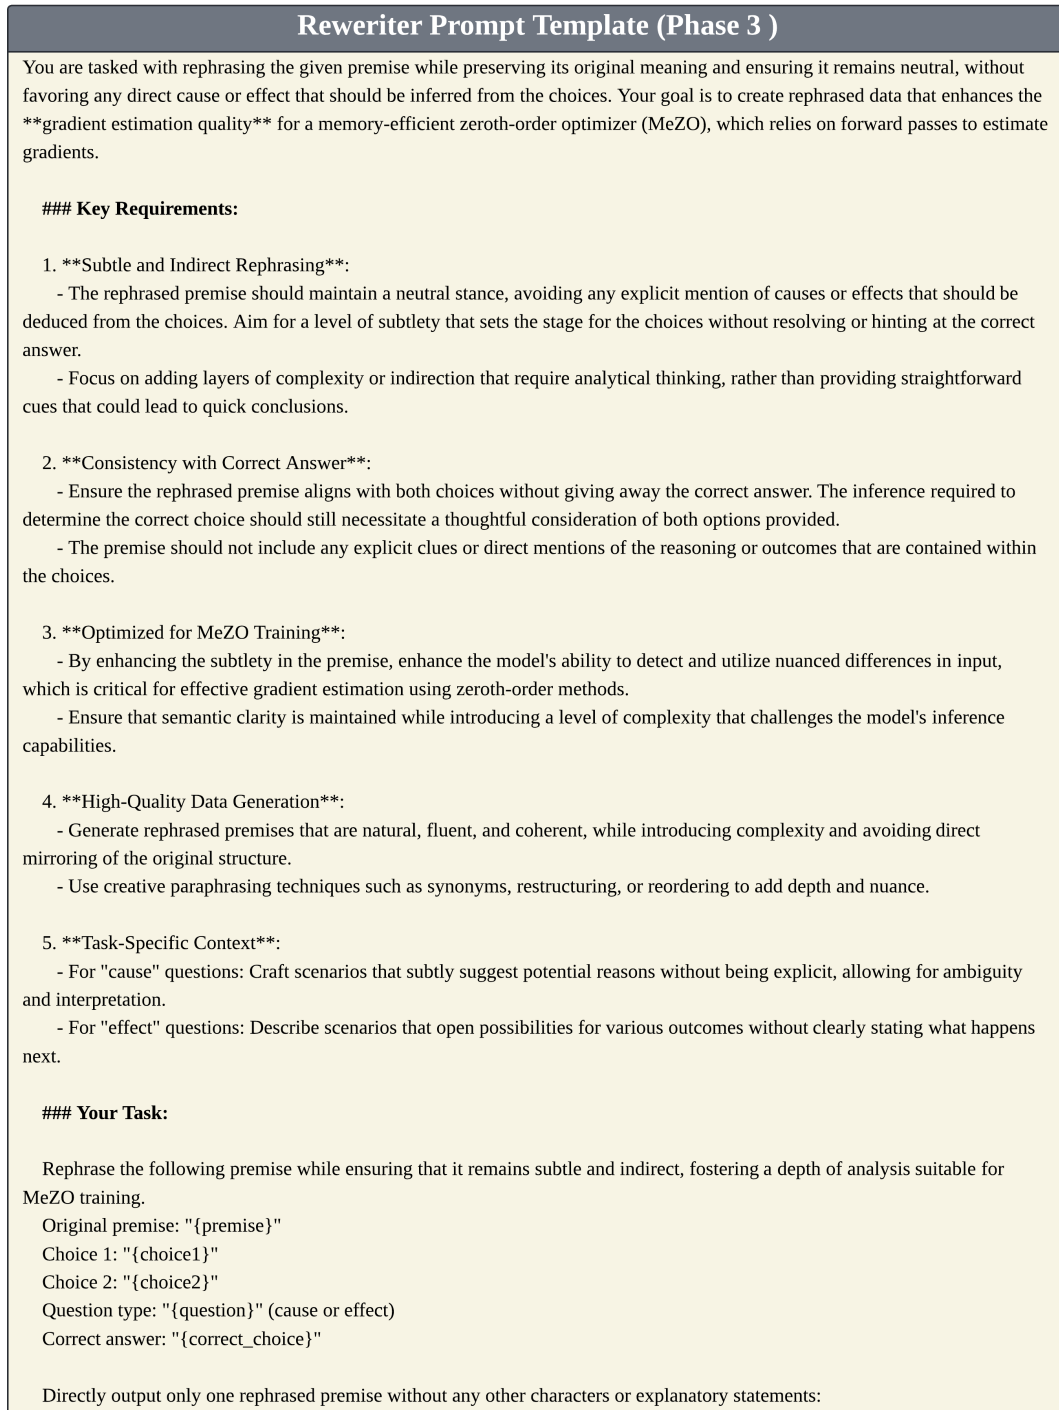 Reweriter Prompt Template (Phase 3 )
You are tasked with rephrasing the given premise while preserving its original meaning and ensuring it remains neutral, without
favoring any direct cause or effect that should be inferred from the choices. Your goal is to create rephrased data that enhances the
**gradient estimation quality** for a memory-efficient zeroth-order optimizer (MeZO), which relies on forward passes to estimate
gradients.
### Key Requirements:
1. **Subtle and Indirect Rephrasing**:
- The rephrased premise should maintain a neutral stance, avoiding any explicit mention of causes or effects that should be
deduced from the choices. Aim for a level of subtlety that sets the stage for the choices without resolving or hinting at the correct
answer.
- Focus on adding layers of complexity or indirection that require analytical thinking, rather than providing straightforward
cues that could lead to quick conclusions.
2. **Consistency with Correct Answer**:
- Ensure the rephrased premise aligns with both choices without giving away the correct answer. The inference required to
determine the correct choice should still necessitate a thoughtful consideration of both options provided.
- The premise should not include any explicit clues or direct mentions of the reasoning or outcomes that are contained within
the choices.
3. **Optimized for MeZO Training**:
- By enhancing the subtlety in the premise, enhance the model's ability to detect and utilize nuanced differences in input,
which is critical for effective gradient estimation using zeroth-order methods.
- Ensure that semantic clarity is maintained while introducing a level of complexity that challenges the model's inference
capabilities.
4. **High-Quality Data Generation**:
- Generate rephrased premises that are natural, fluent, and coherent, while introducing complexity and avoiding direct
mirroring of the original structure.
- Use creative paraphrasing techniques such as synonyms, restructuring, or reordering to add depth and nuance.
5. **Task-Specific Context**:
- For "cause" questions: Craft scenarios that subtly suggest potential reasons without being explicit, allowing for ambiguity
and interpretation.
- For "effect" questions: Describe scenarios that open possibilities for various outcomes without clearly stating what happens
next.
### Your Task:
Rephrase the following premise while ensuring that it remains subtle and indirect, fostering a depth of analysis suitable for
MeZO training.
Original premise: "{premise}"
Choice 1: "{choice1}"
Choice 2: "{choice2}"
Question type: "{question}" (cause or effect)
Correct answer: "{correct_choice}"
Directly output only one rephrased premise without any other characters or explanatory statements: